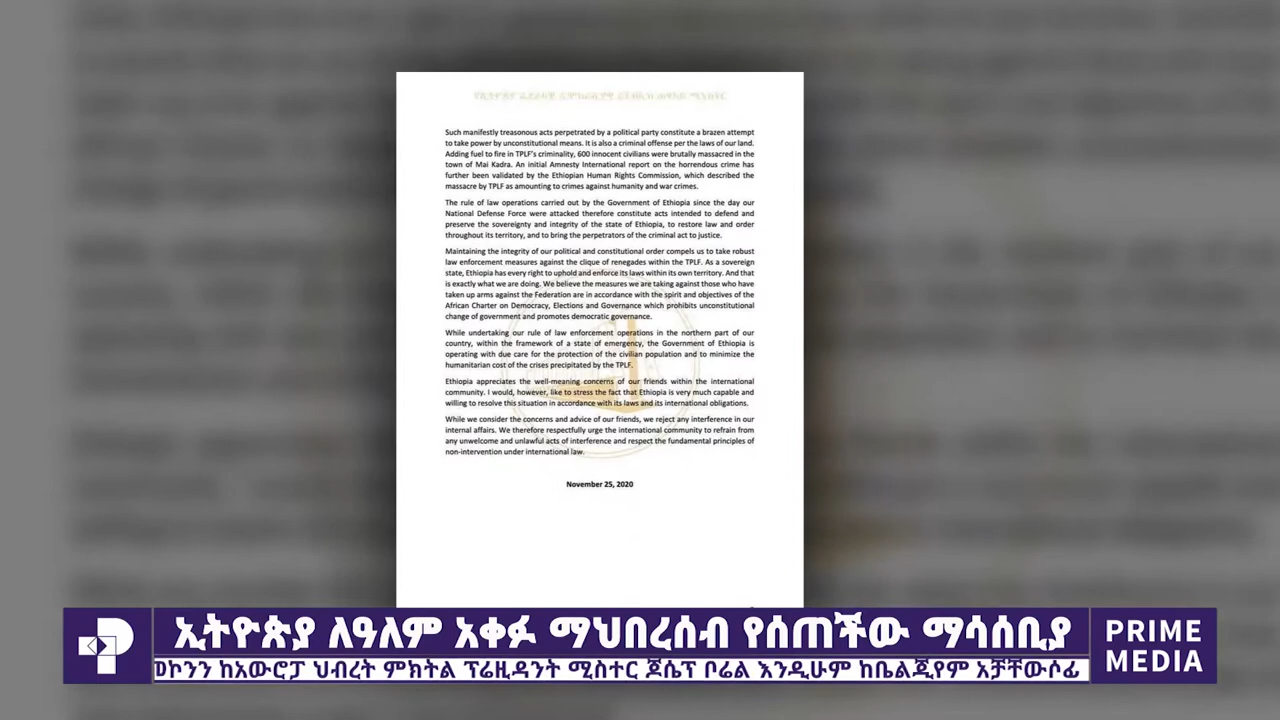 Such manifestly treasonous acts perpetrated by a political party constitute a brazen attempt
to take power by unconstitutional means. It is also a criminal offense per the laws of our land.
Adding fuel to fire in TPLF's criminality, 600 innocent civilians were brutally massacred in the
town of Mai Kadra. An initial Amnesty International report on the horrendous crime has
further been validated by the Ethiopian Human Rights Commission, which described the
massacre by TPLF as amounting to crimes against humanity and war crimes.
The rule of law operations carried out by the Government of Ethiopia since the day our
National Defense Force were attacked therefore constitute acts intended to defend and
preserve the sovereignty and integrity of the state of Ethiopia, to restore law and order
throughout its territory, and to bring the perpetrators of the criminal act to justice.
Maintaining the integrity of our political and constitutional order compels us to take robust
law enforcement measures against the clique of renegades within the TPLF. As a sovereign
state, Ethiopia has every right to uphold and enforce its laws within its own territory. And that
is exactly what we are doing. We believe the measures we are taking against those who have
taken up arms against the Federation are in accordance with the spirit and objectives of the
African Charter on Democracy, Elections and Governance which prohibits unconstitutional
change of government and promotes democratic governance.
While undertaking our rule of law enforcement operations in the northern part of our
country, within the framework of a state of emergency, the Government of Ethiopia is
operating with due care for the protection of the civilian population and to minimize the
humanitarian cost of the crises precipitated by the TPLF.
Ethiopia appreciates the well-meaning concerns of our friends within the international
community. I would, however, like to stress the fact that Ethiopia is very much capable and
willing to resolve this situation in accordance with its laws and its international obligations.
While we consider the concerns and advice of our friends, we reject any interference in our
internal affairs. We therefore respectfully urge the international community to refrain from
any unwelcome and unlawful acts of interference and respect the fundamental principles of
non-intervention under international law.
November 25, 2020
ኢትዮጵያ ለዓለም አቀፉ ማህበረሰብ የሰጠችው ማሳሰቢያ
PRIME
MEDIA
ከአውሮፓ ህብረት ምክትል ፕሬዚዳንት ሚስተር ጆሴፕ ቦሬል እንዲሁም ከቤልጂየም አቻቸውሶፊ